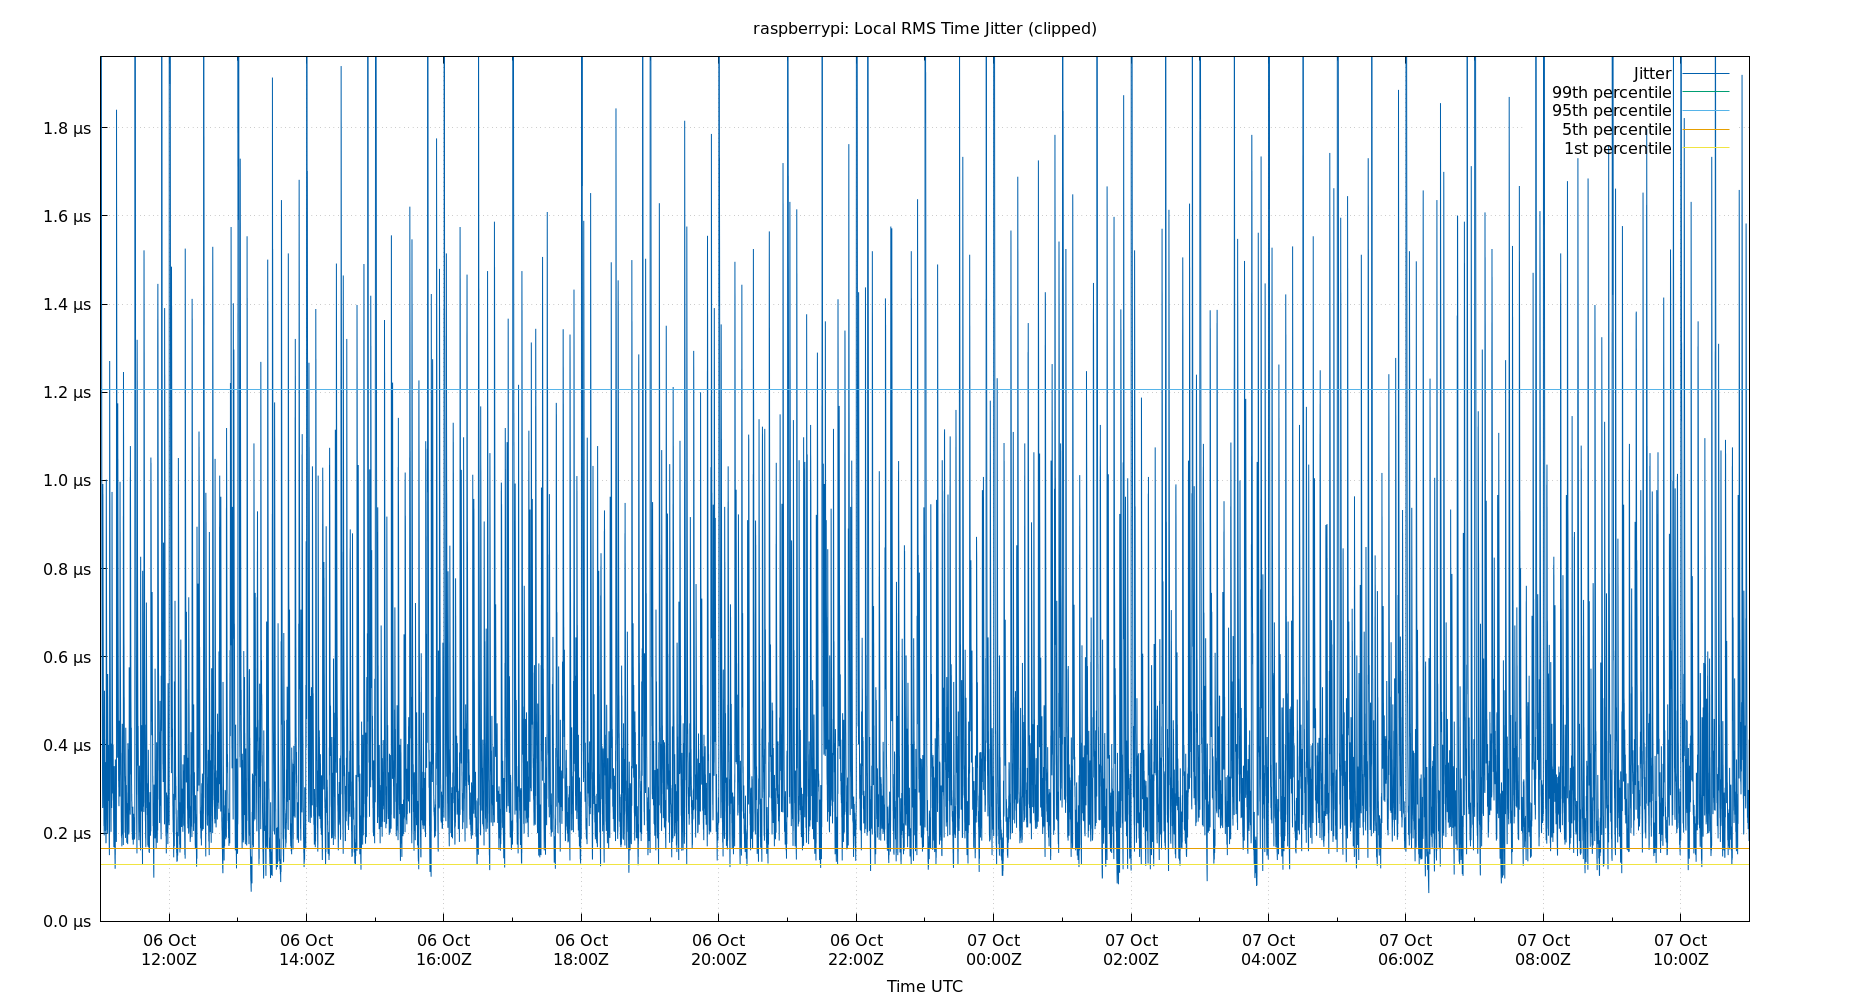 raspberrypi: Local RMS Time Jitter (clipped)
Jitter
99th percentile
95th percentile
5th percentile
1st percentile
1.8 µs
1.6 µs
1.4 µs
1.2 µs
1.0 µs
0.8 µs
0.6 µs
0.4 µs
0.2 µs
0.0 µs
06 Oct 06 Oct 06 Oct 06 Oct 06 Oct 06 Oct 07 Oct 07 Oct 07 Oct 07 Oct 07 Oct 07 Oct
12:00Z 14:00Z 16:00Z 18:00Z 20:00Z 22:00Z 00:00Z 02:00Z 04:00Z 06:00Z 08:00Z 10:00Z
Time UTC